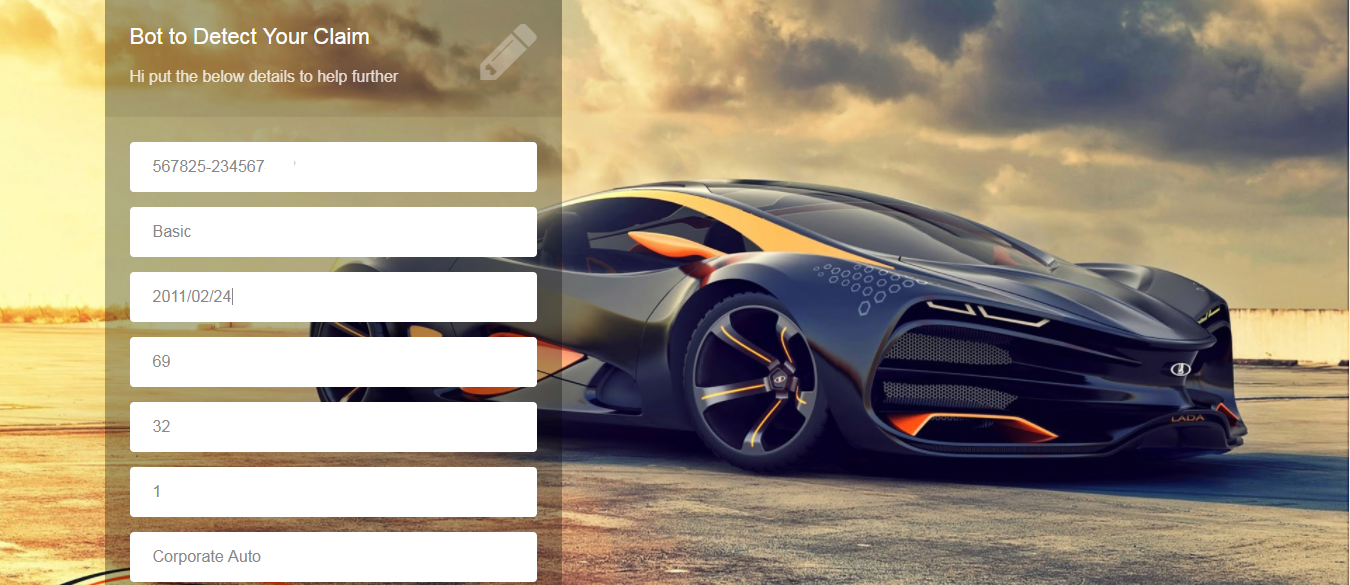 Bot to Detect Your Claim
Hi put the below details to help further
567825-234567
Basic
2011/02/24
69
32
1
Corporate Auto
LADA